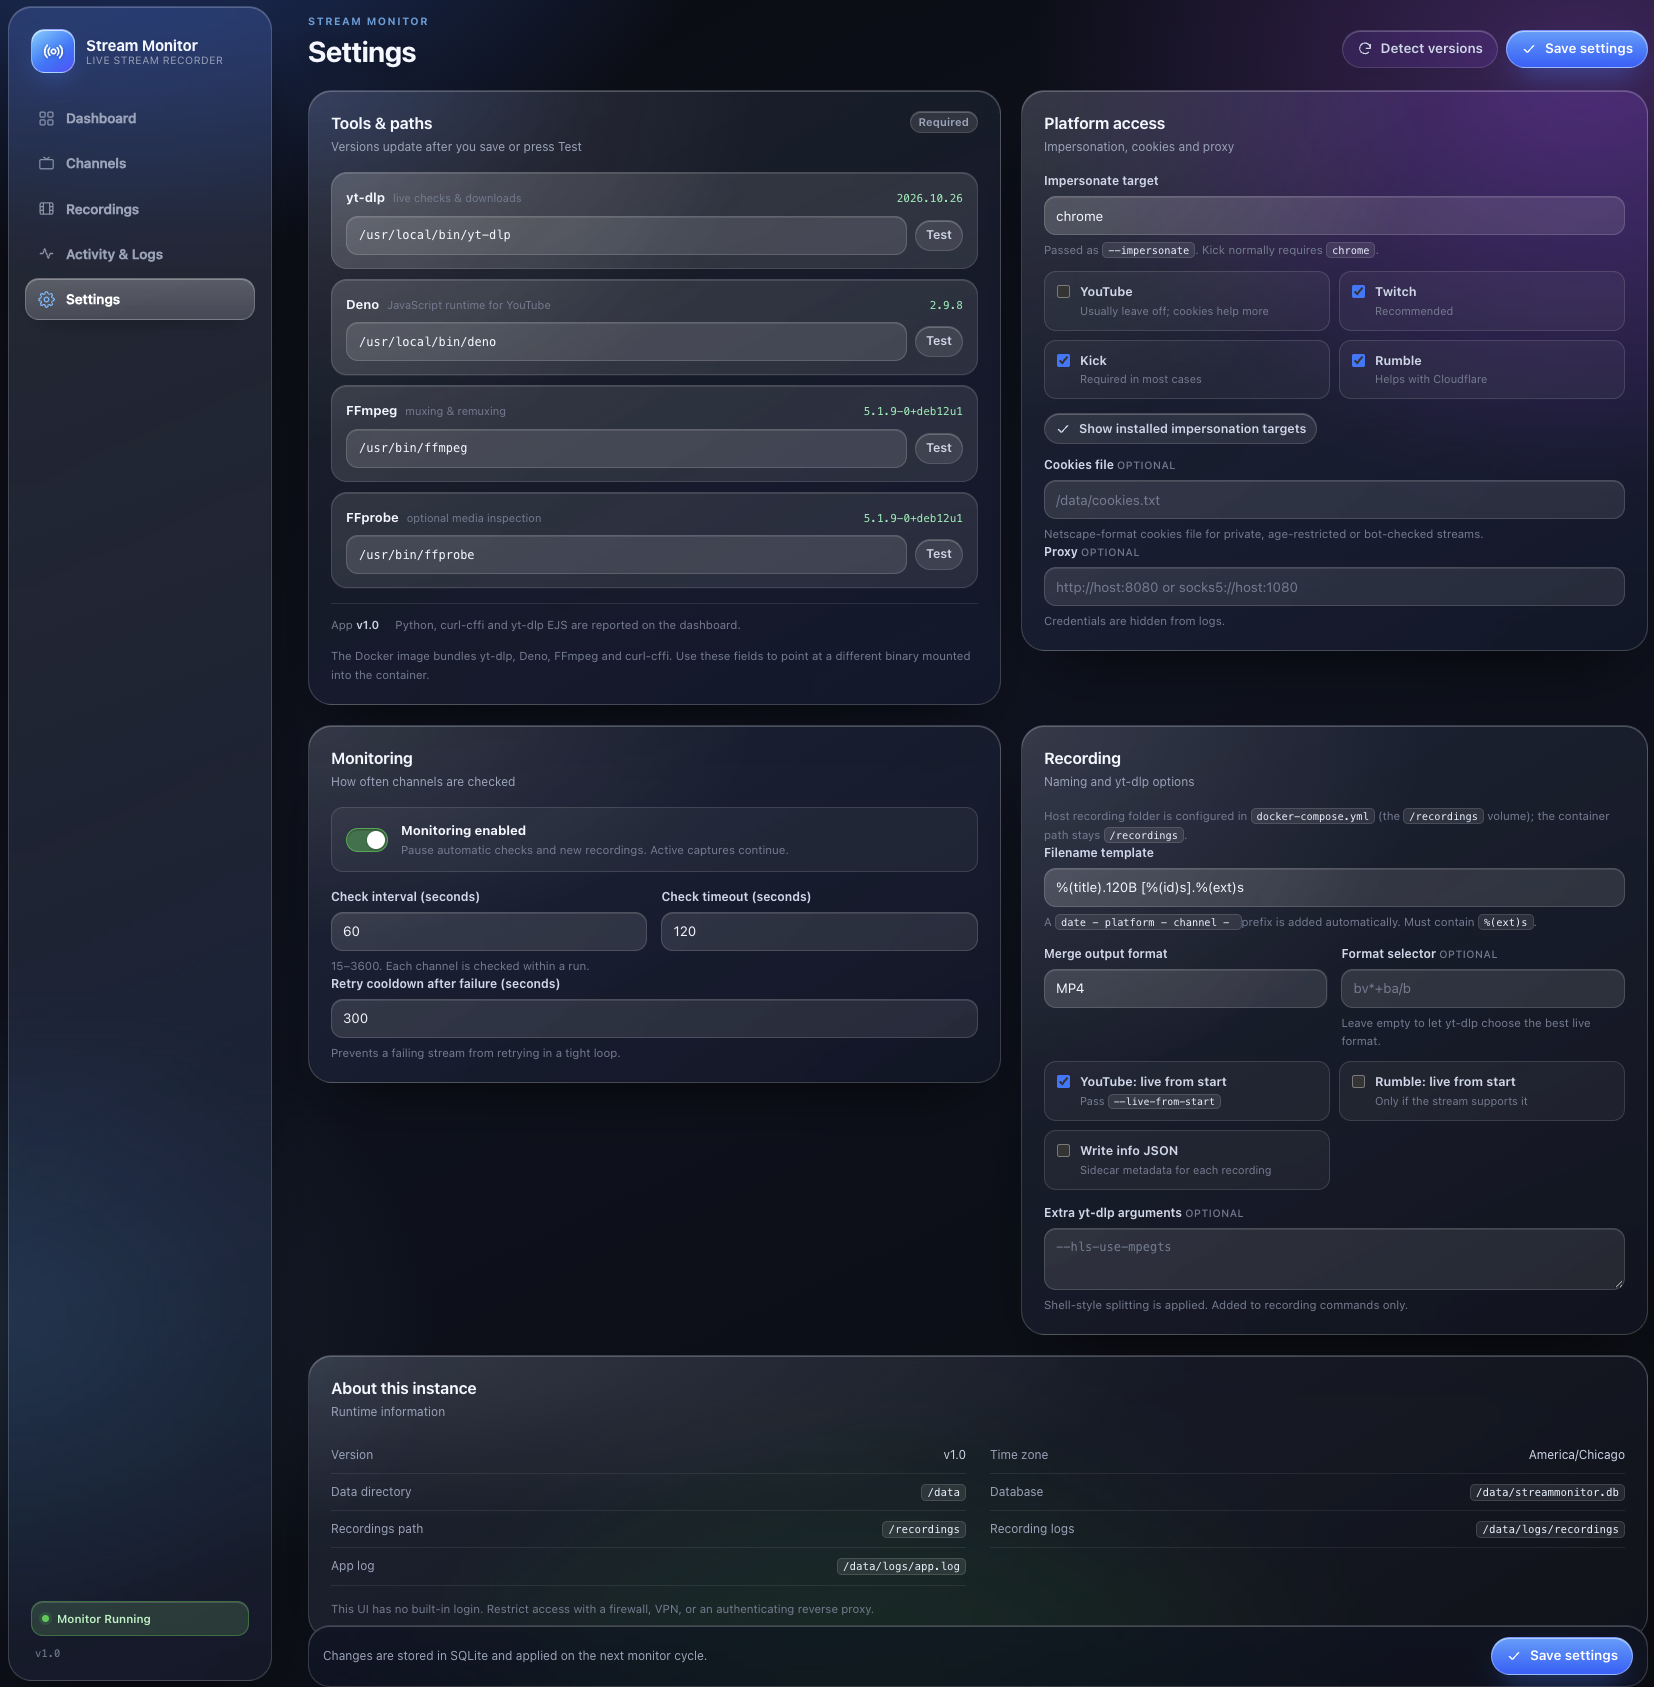 Stream Monitor
LIVE STREAM RECORDER
Dashboard
Channels
Recordings
Activity & Logs
Settings
Monitor Running
v1.0
STREAM MONITOR
Settings
Detect versions
Save settings
Tools & paths
Required
Versions update after you save or press Test
yt-dlp live checks & downloads 2026.10.26
/usr/local/bin/yt-dlp Test
Deno JavaScript runtime for YouTube 2.9.8
/usr/local/bin/deno Test
FFmpeg muxing & remuxing 5.1.9-0+deb12u1
/usr/bin/ffmpeg Test
FFprobe optional media inspection 5.1.9-0+deb12u1
/usr/bin/ffprobe Test
App v1.0 Python, curl-cffi and yt-dlp EJS are reported on the dashboard.
The Docker image bundles yt-dlp, Deno, FFmpeg and curl-cffi. Use these fields to point at a different binary mounted
into the container.
Platform access
Impersonation, cookies and proxy
Impersonate target
chrome
Passed as --impersonate. Kick normally requires chrome.
YouTube
Usually leave off; cookies help more
Twitch
Recommended
Kick
Required in most cases
Rumble
Helps with Cloudflare
Show installed impersonation targets
Cookies file OPTIONAL
/data/cookies.txt
Netscape-format cookies file for private, age-restricted or bot-checked streams.
Proxy OPTIONAL
http://host:8080 or socks5://host:1080
Credentials are hidden from logs.
Monitoring
How often channels are checked
Monitoring enabled
Pause automatic checks and new recordings. Active captures continue.
Check interval (seconds) Check timeout (seconds)
60 120
15–3600. Each channel is checked within a run.
Retry cooldown after failure (seconds)
300
Prevents a failing stream from retrying in a tight loop.
Recording
Naming and yt-dlp options
Host recording folder is configured in docker-compose.yml (the /recordings volume); the container
path stays /recordings.
Filename template
%(title).120B [%(id)s].%(ext)s
A date - platform - channel - prefix is added automatically. Must contain %(ext)s.
Merge output format Format selector OPTIONAL
MP4 bv*+ba/b
Leave empty to let yt-dlp choose the best live
format.
YouTube: live from start
Pass --live-from-start
Rumble: live from start
Only if the stream supports it
Write info JSON
Sidecar metadata for each recording
Extra yt-dlp arguments OPTIONAL
--hls-use-mpegts
Shell-style splitting is applied. Added to recording commands only.
About this instance
Runtime information
Version v1.0 Time zone America/Chicago
Data directory /data Database /data/streammonitor.db
Recordings path /recordings Recording logs /data/logs/recordings
App log /data/logs/app.log
This UI has no built-in login. Restrict access with a firewall, VPN, or an authenticating reverse proxy.
Changes are stored in SQLite and applied on the next monitor cycle.
Save settings